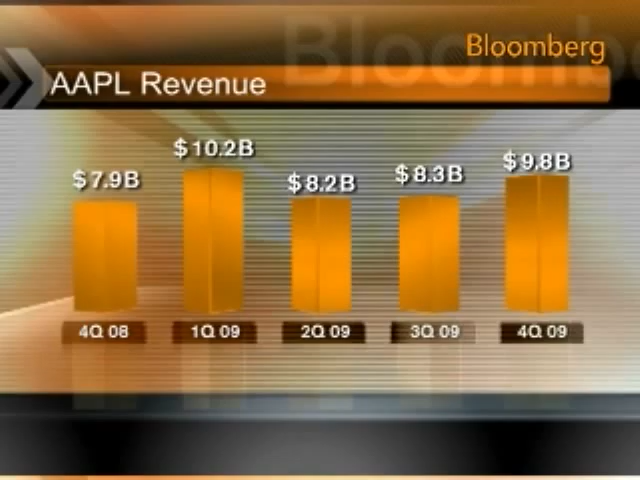 Bloomberg
Bloomb
AAPL Revenue
$7.9B
$10.2B
$8.2B
$8.3B
$9.8B
4Q 08
1Q 09
2Q 09
3Q 09
4Q 09